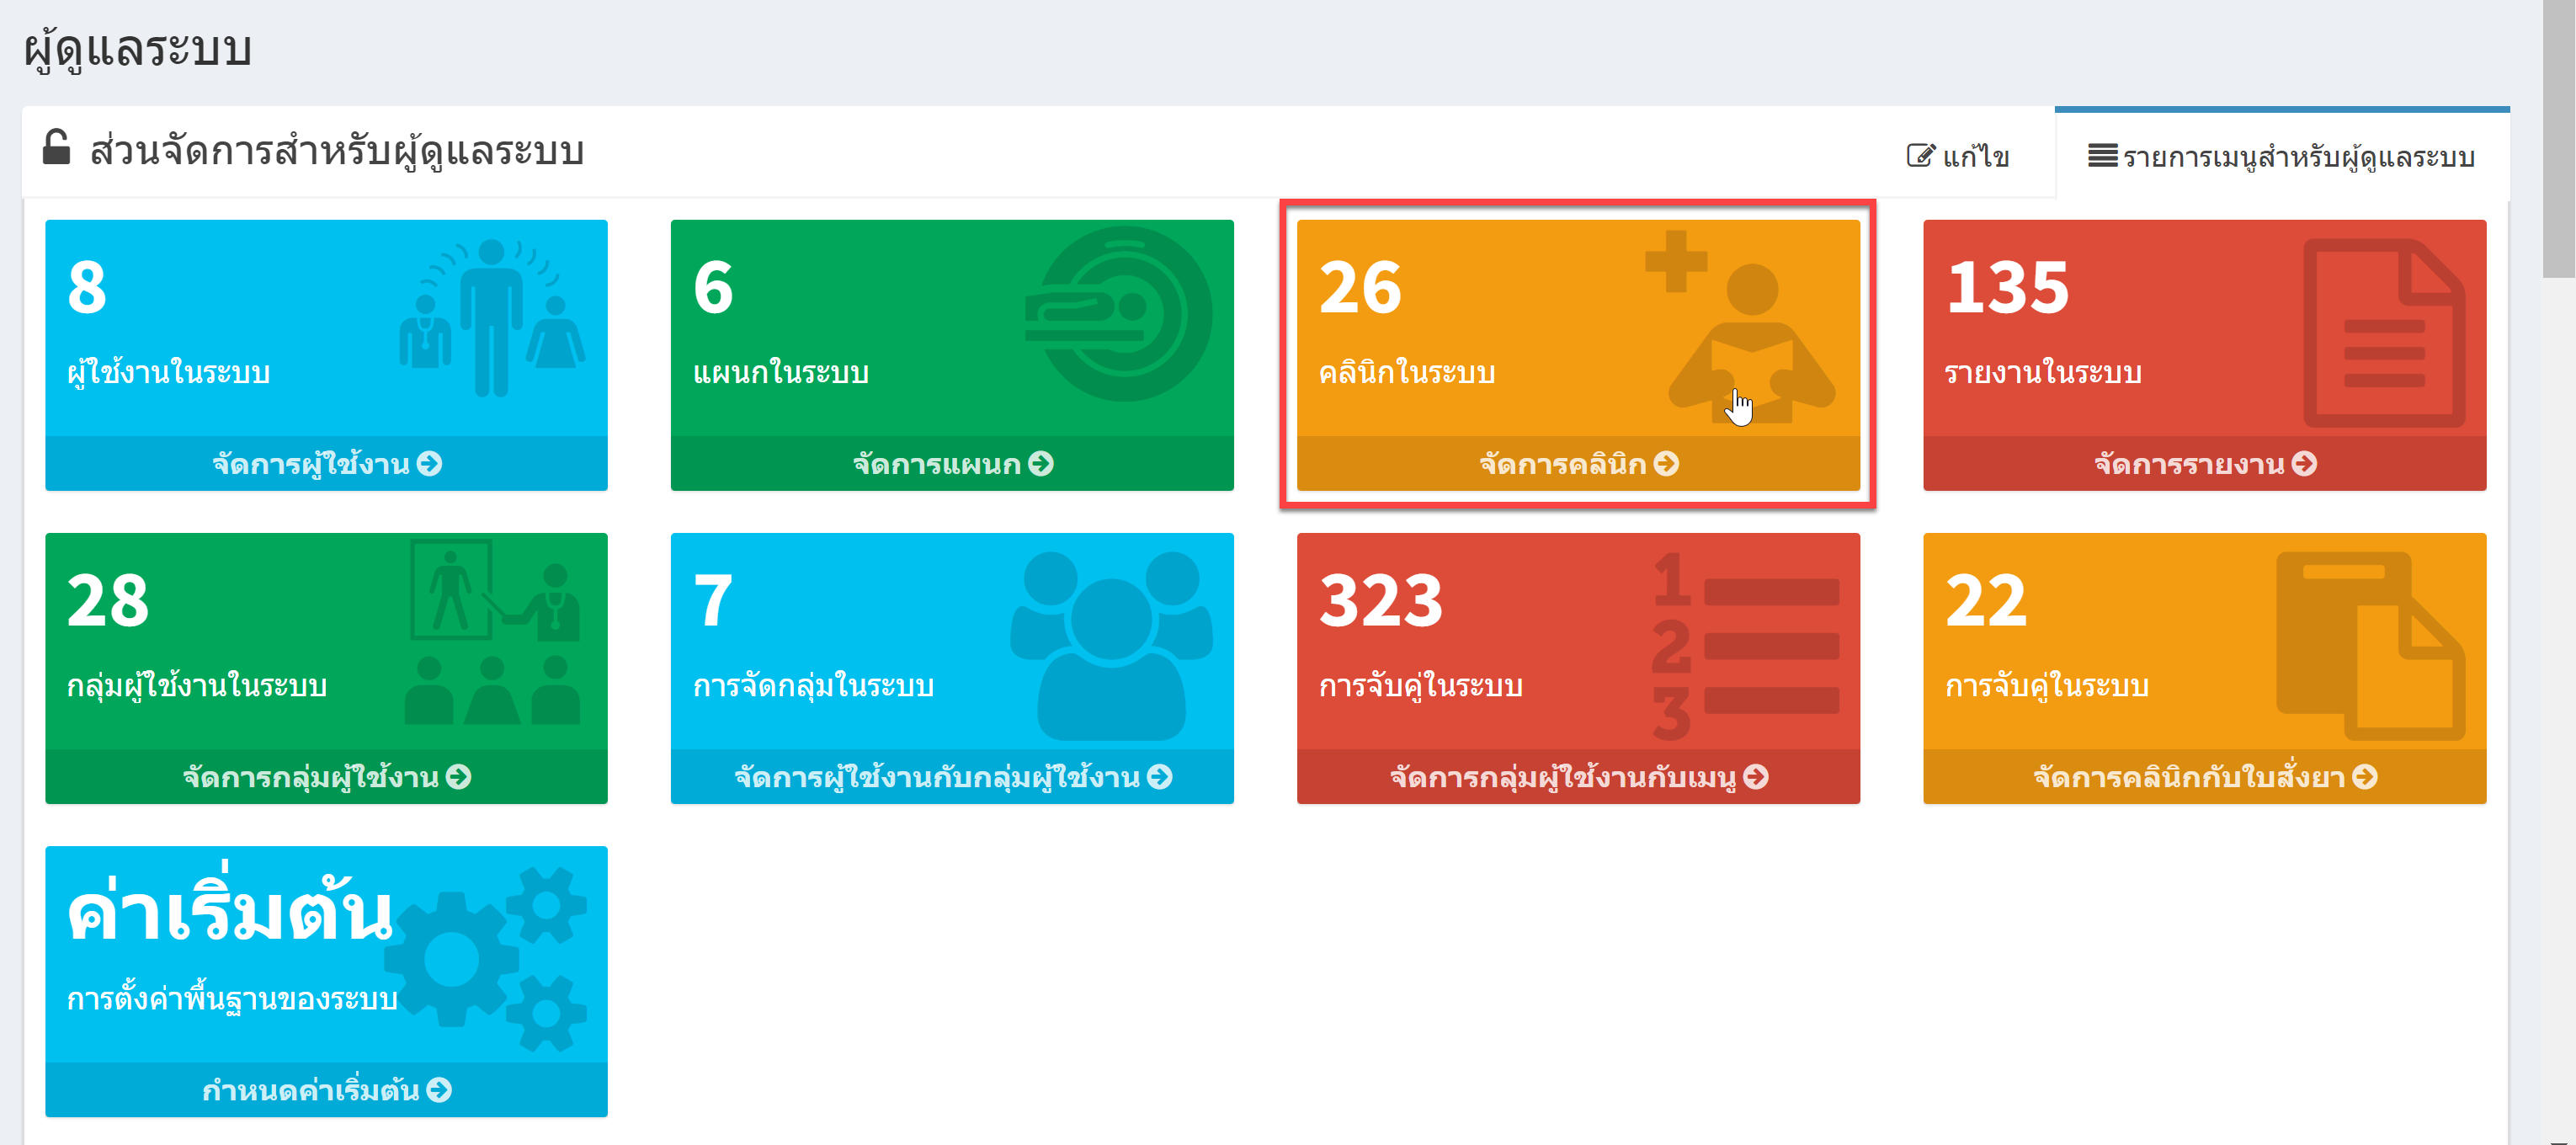 ผู้ดูแลระบบ
ส่วนจัดการสำหรับผู้ดูแลระบบ
แก้ไข
รายการเมนูสำหรับผู้ดูแลระบบ
8
ผู้ใช้งานในระบบ
จัดการผู้ใช้งาน
6
แผนกในระบบ
จัดการแผนก
26
คลินิกในระบบ
จัดการคลินิก
135
รายงานในระบบ
จัดการรายงาน
28
กลุ่มผู้ใช้งานในระบบ
จัดการกลุ่มผู้ใช้งาน
7
การจัดกลุ่มในระบบ
จัดการผู้ใช้งานกับกลุ่มผู้ใช้งาน
323
การจับคู่ในระบบ
1
2
3
จัดการกลุ่มผู้ใช้งานกับเมนู
22
การจับคู่ในระบบ
จัดการคลินิกกับใบสั่งยา
ค่าเริ่มต้น
การตั้งค่าพื้นฐานของระบบ
กำหนดค่าเริ่มต้น